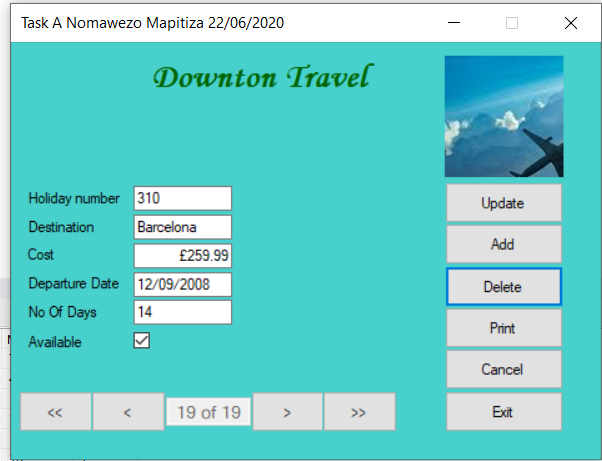 Task A Nomawezo Mapitiza 22/06/2020
Downton Travel
Holiday number 310
Destination Barcelona
Cost £259.99
Departure Date 12/09/2008
No Of Days 14
Available
Update
Add
Delete
Print
Cancel
Exit
<< < 19 of 19 > >>